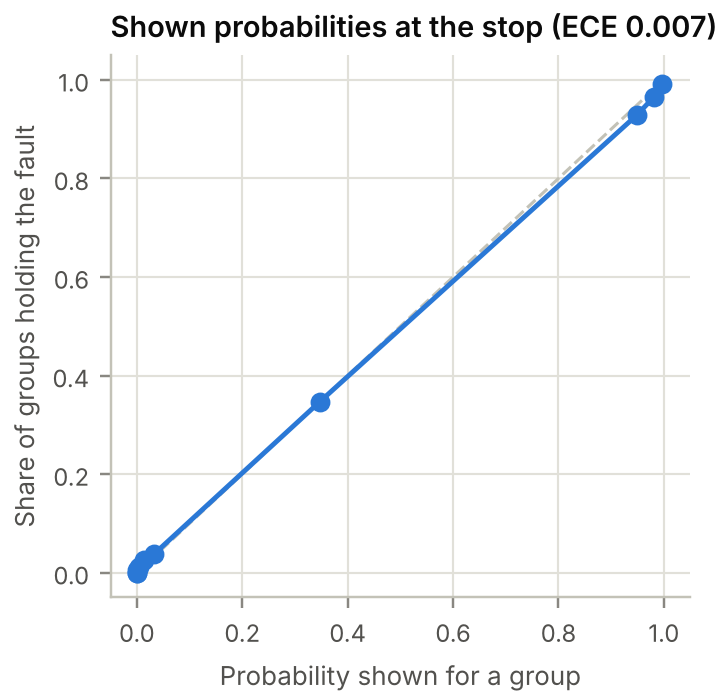 Shown probabilities at the stop (ECE 0.007)
Share of groups holding the fault
1.0
0.8
0.6
0.4
0.2
0.0
0.0 0.2 0.4 0.6 0.8 1.0
Probability shown for a group